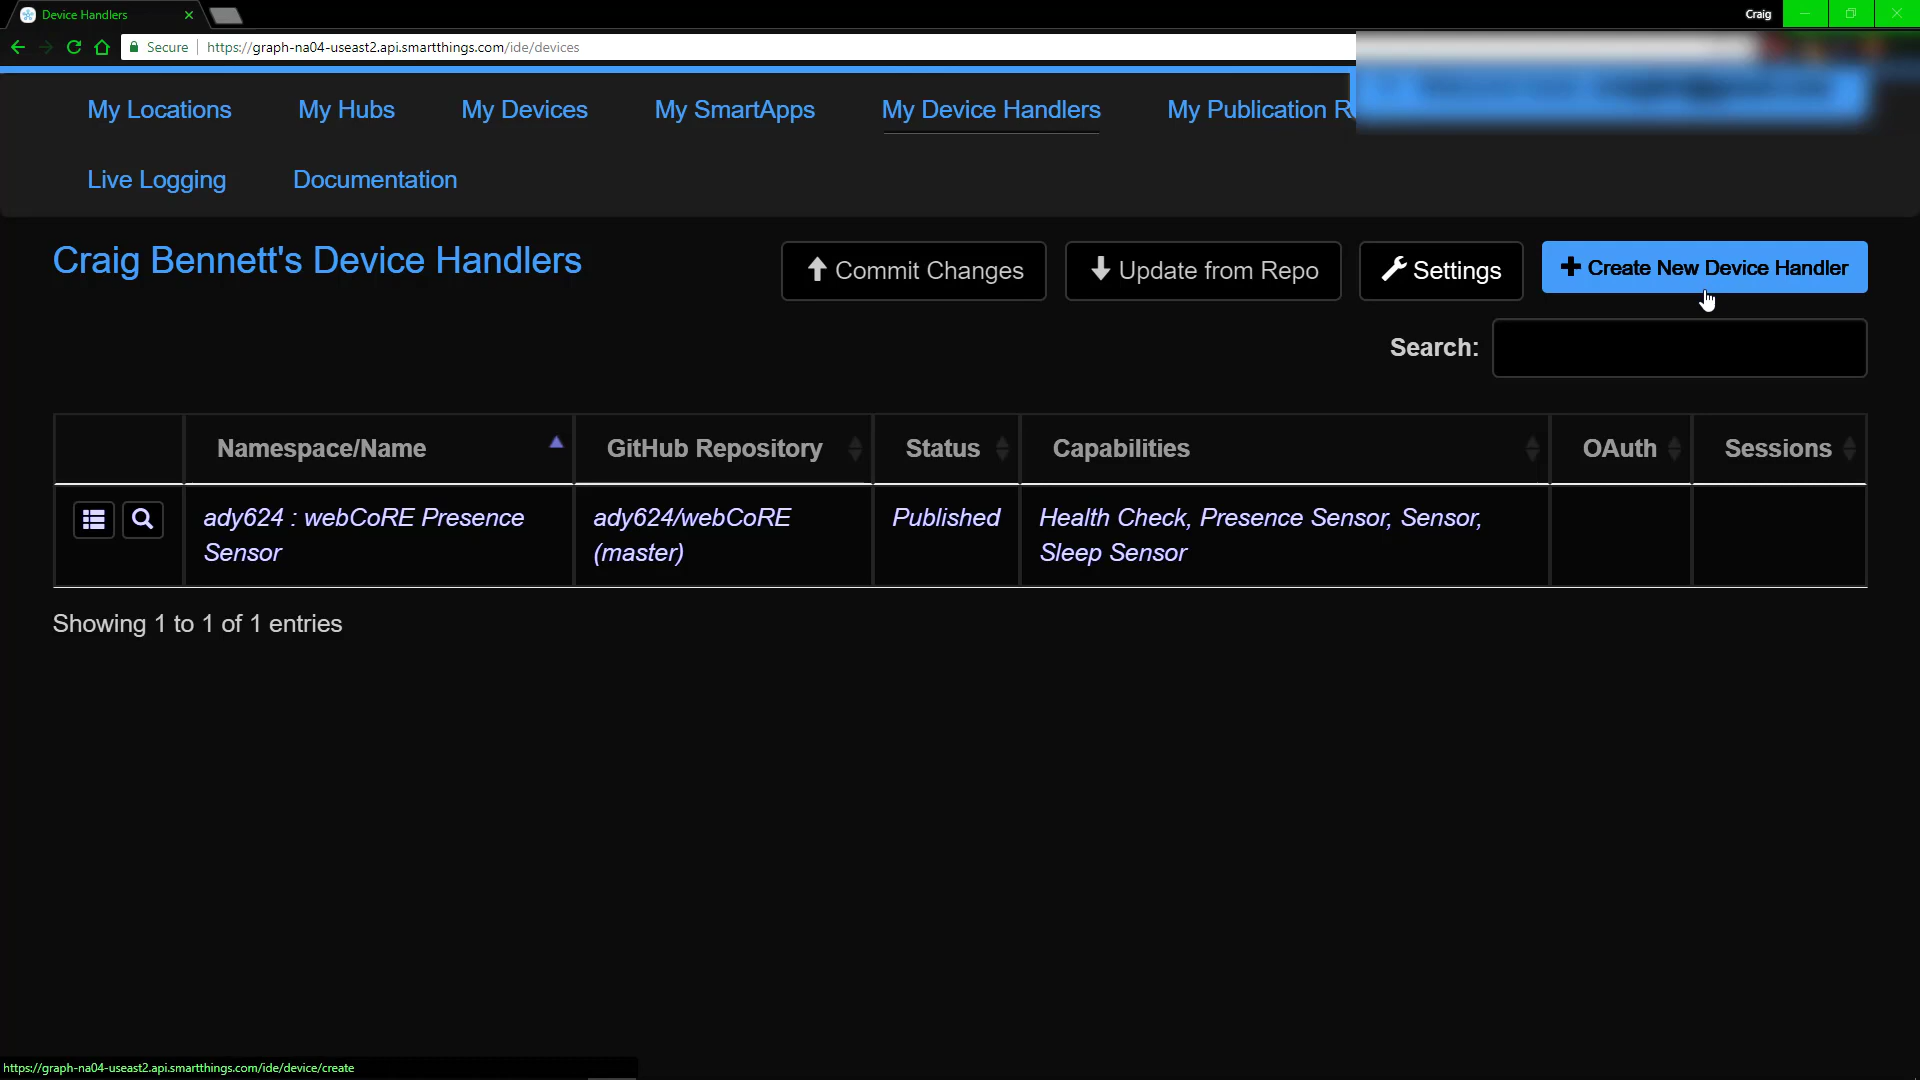 Device Handlers
Craig
Secure
https://graph-na04-useast2.api.smartthings.com/ide/devices
My Locations My Hubs My Devices My SmartApps My Device Handlers My Publication R
Live Logging Documentation
Craig Bennett's Device Handlers
Commit Changes
Update from Repo
Settings
Create New Device Handler
Search:
Namespace/Name GitHub Repository Status Capabilities OAuth Sessions
ady624 : webCoRE Presence
Sensor
ady624/webCoRE
(master)
Published
Health Check, Presence Sensor, Sensor,
Sleep Sensor
Showing 1 to 1 of 1 entries
https://graph-na04-useast2.api.smartthings.com/ide/device/create